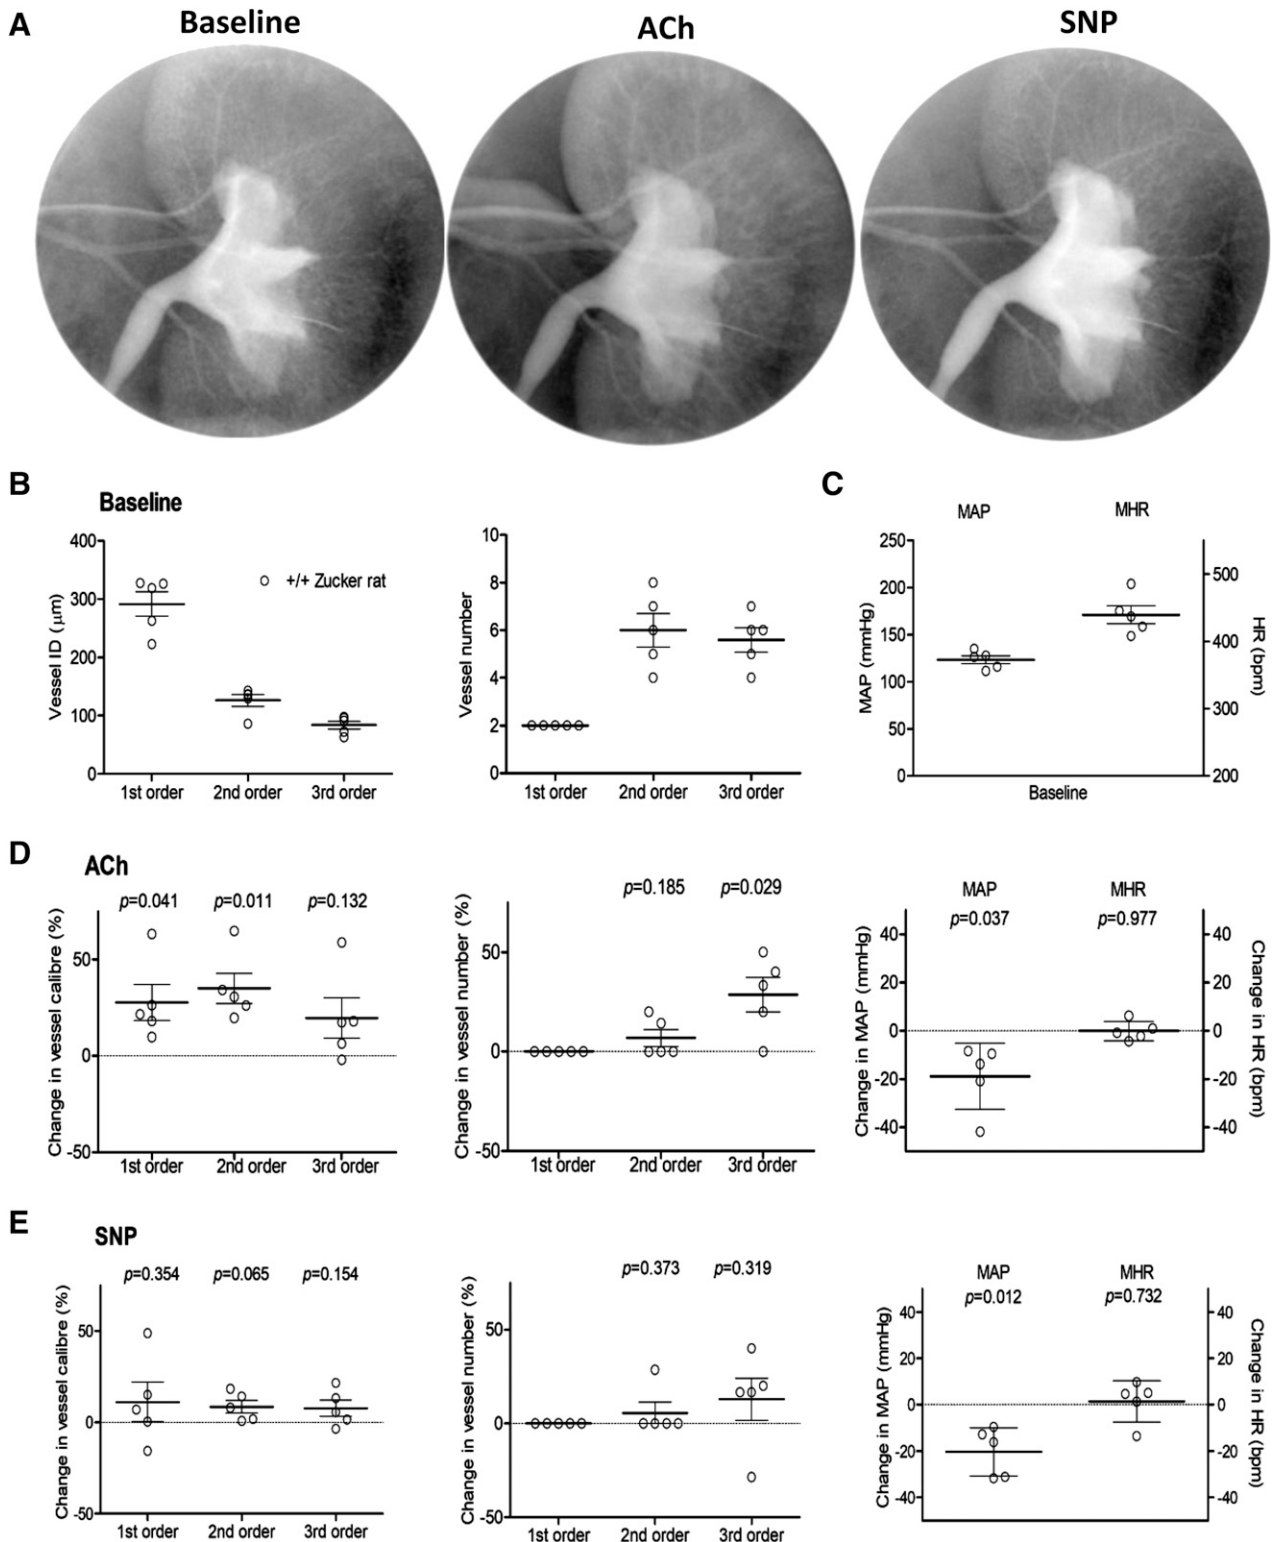 A
Baseline
ACh
SNP
B
Baseline
Vessel ID (μm)
400
300
200
100
0
+/+ Zucker rat
1st order
2nd order
3rd order
Vessel number
10
8
6
4
2
0
1st order
2nd order
3rd order
C
MAP
MHR
MAP (mmHg)
250
200
150
100
50
0
500
400
300
200
HR (bpm)
Baseline
D
ACh
p=0.041
p=0.011
p=0.132
Change in vessel calibre (%)
50
0
-50
1st order
2nd order
3rd order
p=0.185
p=0.029
Change in vessel number (%)
50
0
-50
1st order
2nd order
3rd order
MAP
MHR
p=0.037
p=0.977
Change in MAP (mmHg)
40
20
0
-20
-40
40
20
0
-20
-40
Change in HR (bpm)
E
SNP
p=0.354
p=0.065
p=0.154
Change in vessel calibre (%)
50
0
-50
1st order
2nd order
3rd order
p=0.373
p=0.319
Change in vessel number (%)
50
0
-50
1st order
2nd order
3rd order
MAP
MHR
p=0.012
p=0.732
Change in MAP (mmHg)
40
20
0
-20
-40
40
20
0
-20
-40
Change in HR (bpm)